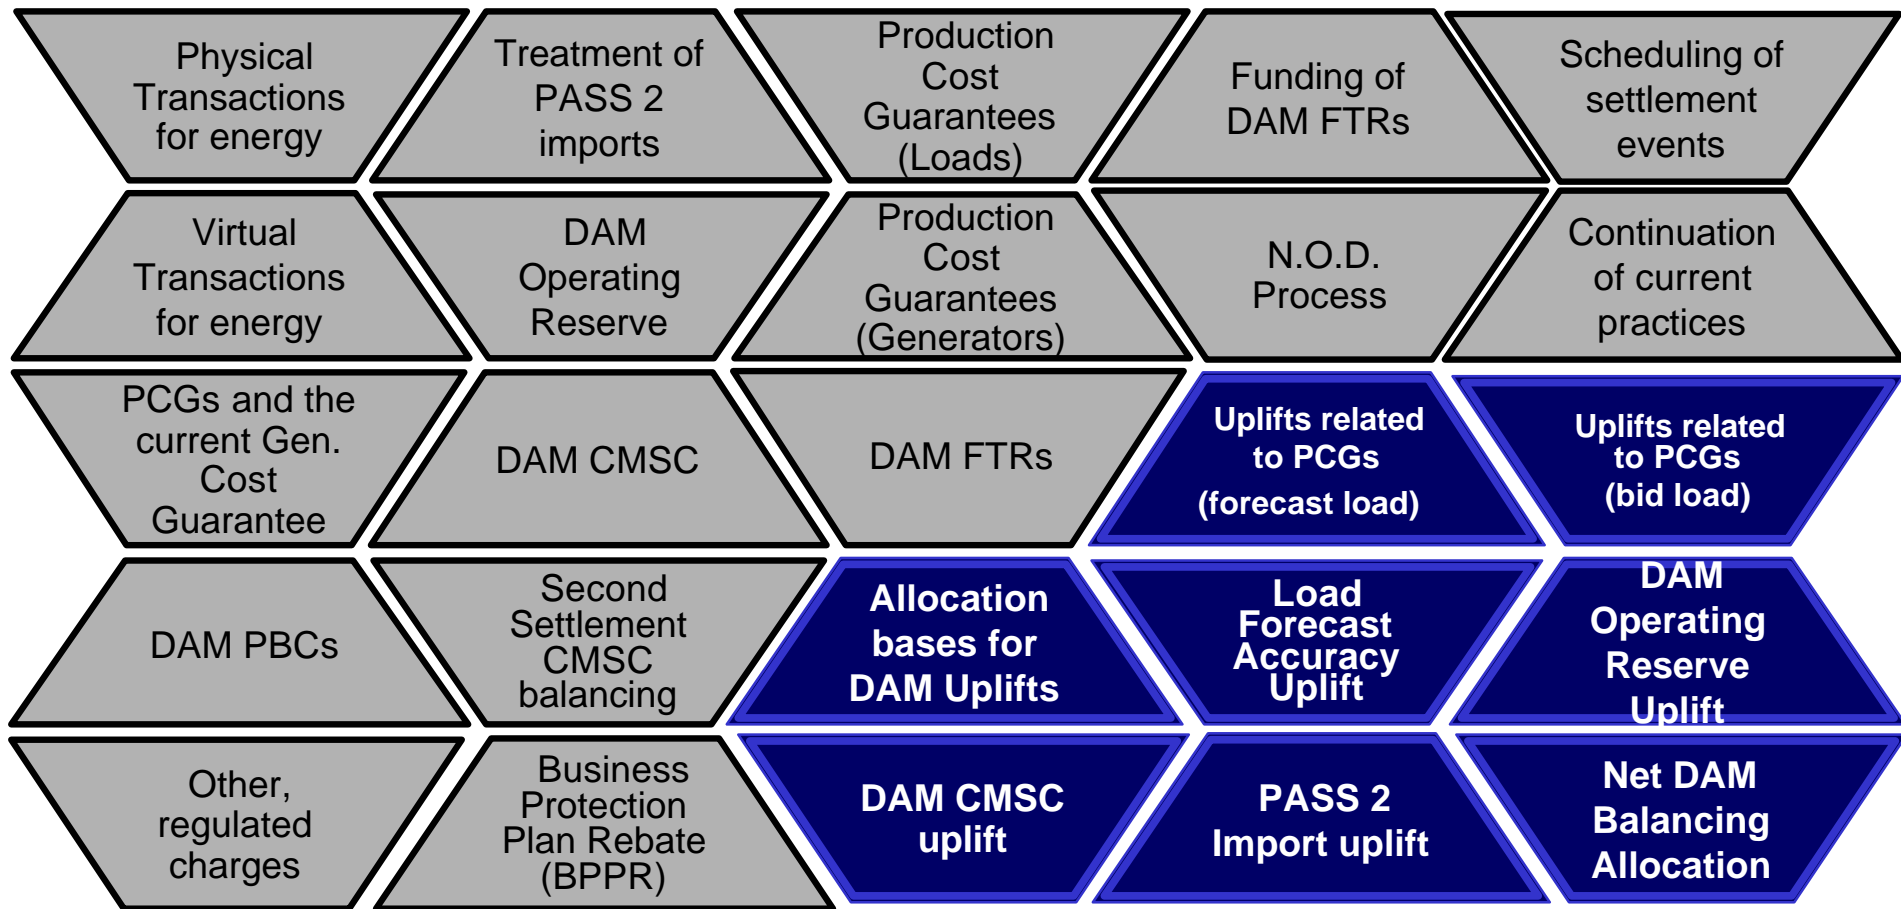 Physical
Transactions
for energy
Treatment of
PASS 2
imports
Production
Cost
Guarantees
(Loads)
Funding of
DAM FTRs
Scheduling of
settlement
events
Virtual
Transactions
for energy
DAM
Operating
Reserve
Production
Cost
Guarantees
(Generators)
N.O.D.
Process
Continuation
of current
practices
PCGs and the
current Gen.
Cost
Guarantee
DAM CMSC
DAM FTRs
Uplifts related
to PCGs
(forecast load)
Uplifts related
to PCGs
(bid load)
DAM PBCs
Second
Settlement
CMSC
balancing
Allocation
bases for
DAM Uplifts
Load
Forecast
Accuracy
Uplift
DAM
Operating
Reserve
Uplift
Other,
regulated
charges
Business
Protection
Plan Rebate
(BPPR)
DAM CMSC
uplift
PASS 2
Import uplift
Net DAM
Balancing
Allocation